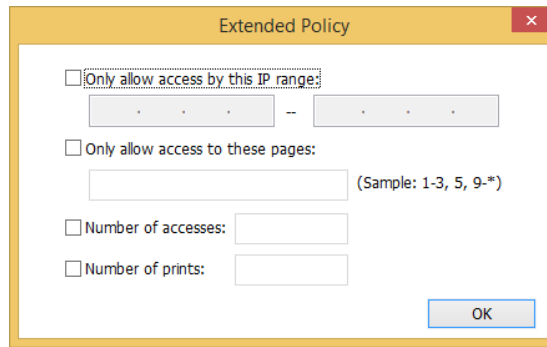 Extended Policy
Only allow access by this IP range:
. . . -- . . .
Only allow access to these pages:
(Sample: 1-3, 5, 9-*)
Number of accesses:
Number of prints:
OK